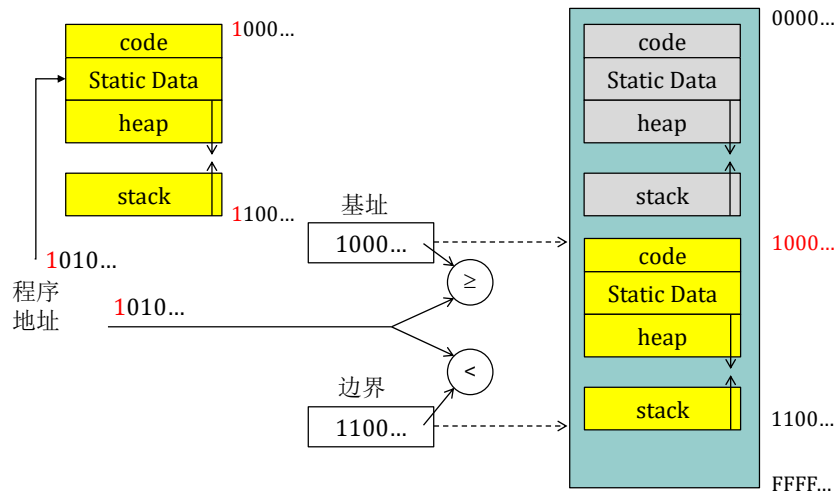 code
1000…
Static Data
heap
stack
1100…
1010…
程序
地址
1010…
基址
1000…
≥
<
边界
1100…
0000…
code
Static Data
heap
stack
1000…
code
Static Data
heap
stack
1100…
FFFF…